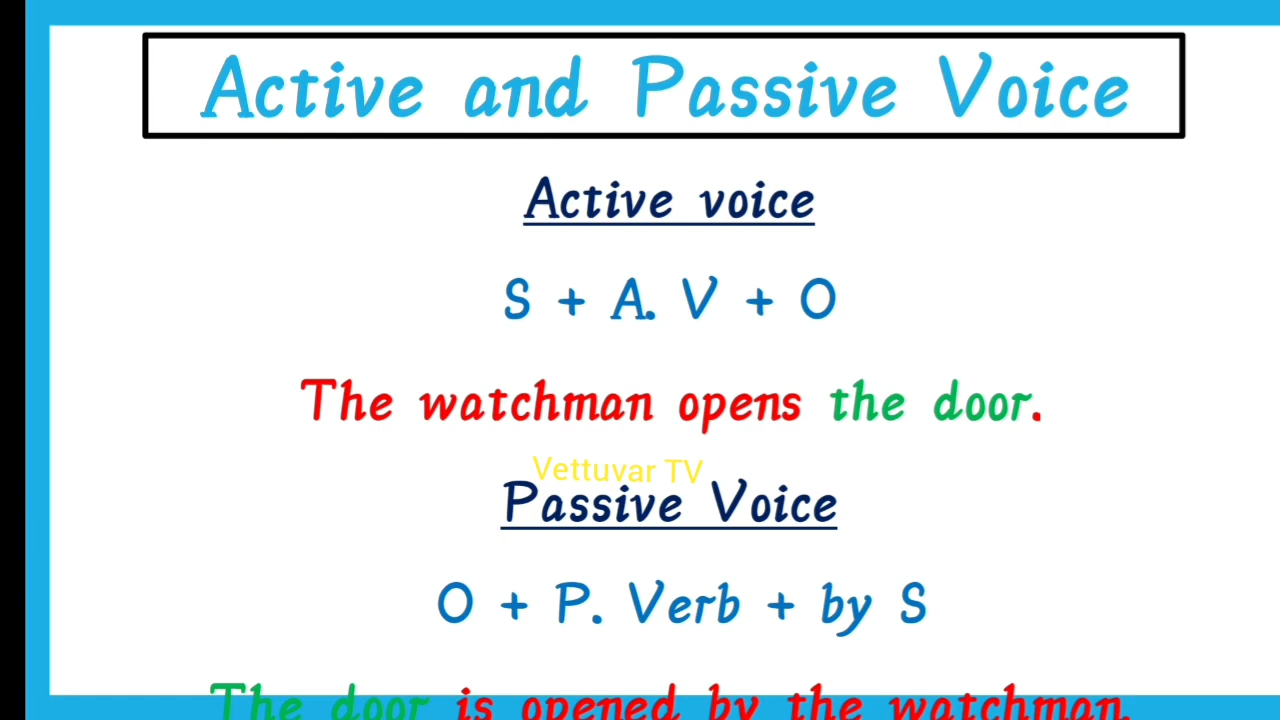 Active and Passive Voice
Active voice
S + A. V + O
The watchman opens the door.
Vettuvar TV
Passive Voice
O + P. Verb + by S
The door is opened by the watchman.